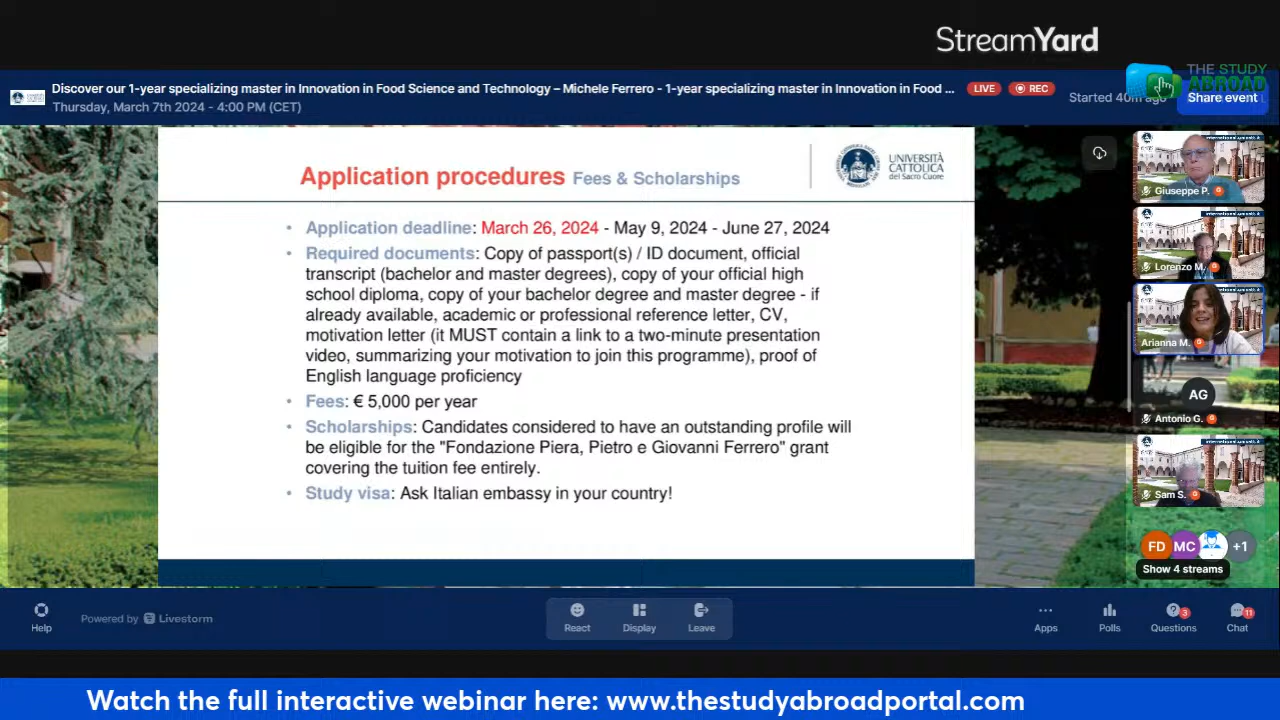 StreamYard
THE STUDY
ABROAD
Discover our 1-year specializing master in Innovation in Food Science and Technology – Michele Ferrero - 1-year specializing master in Innovation in Food ...
LIVE
REC
Thursday, March 7th 2024 - 4:00 PM (CET)
Started 40m ago
Share event
Application procedures Fees & Scholarships
UNIVERSITÀ
CATTOLICA
del Sacro Cuore
• Application deadline: March 26, 2024 - May 9, 2024 - June 27, 2024
• Required documents: Copy of passport(s) / ID document, official
transcript (bachelor and master degrees), copy of your official high
school diploma, copy of your bachelor degree and master degree - if
already available, academic or professional reference letter, CV,
motivation letter (it MUST contain a link to a two-minute presentation
video, summarizing your motivation to join this programme), proof of
English language proficiency
• Fees: € 5,000 per year
• Scholarships: Candidates considered to have an outstanding profile will
be eligible for the "Fondazione Piera, Pietro e Giovanni Ferrero" grant
covering the tuition fee entirely.
• Study visa: Ask Italian embassy in your country!
Giuseppe P.
Lorenzo M.
Arianna M.
AG
Antonio G.
Sam S.
FD
MC
+1
Show 4 streams
Help
Powered by Livestorm
React
Display
Leave
Apps
Polls
3
Questions
11
Chat
Watch the full interactive webinar here: www.thestudyabroadportal.com